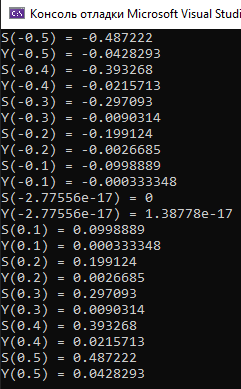 Консоль отладки Microsoft Visual Studi
S(-0.5) = -0.487222
Y(-0.5) = -0.0428293
S(-0.4) = -0.393268
Y(-0.4) = -0.0215713
S(-0.3) = -0.297093
Y(-0.3) = -0.0090314
S(-0.2) = -0.199124
Y(-0.2) = -0.0026685
S(-0.1) = -0.0998889
Y(-0.1) = -0.000333348
S(-2.77556e-17) = 0
Y(-2.77556e-17) = 1.38778e-17
S(0.1) = 0.0998889
Y(0.1) = 0.000333348
S(0.2) = 0.199124
Y(0.2) = 0.0026685
S(0.3) = 0.297093
Y(0.3) = 0.0090314
S(0.4) = 0.393268
Y(0.4) = 0.0215713
S(0.5) = 0.487222
Y(0.5) = 0.0428293